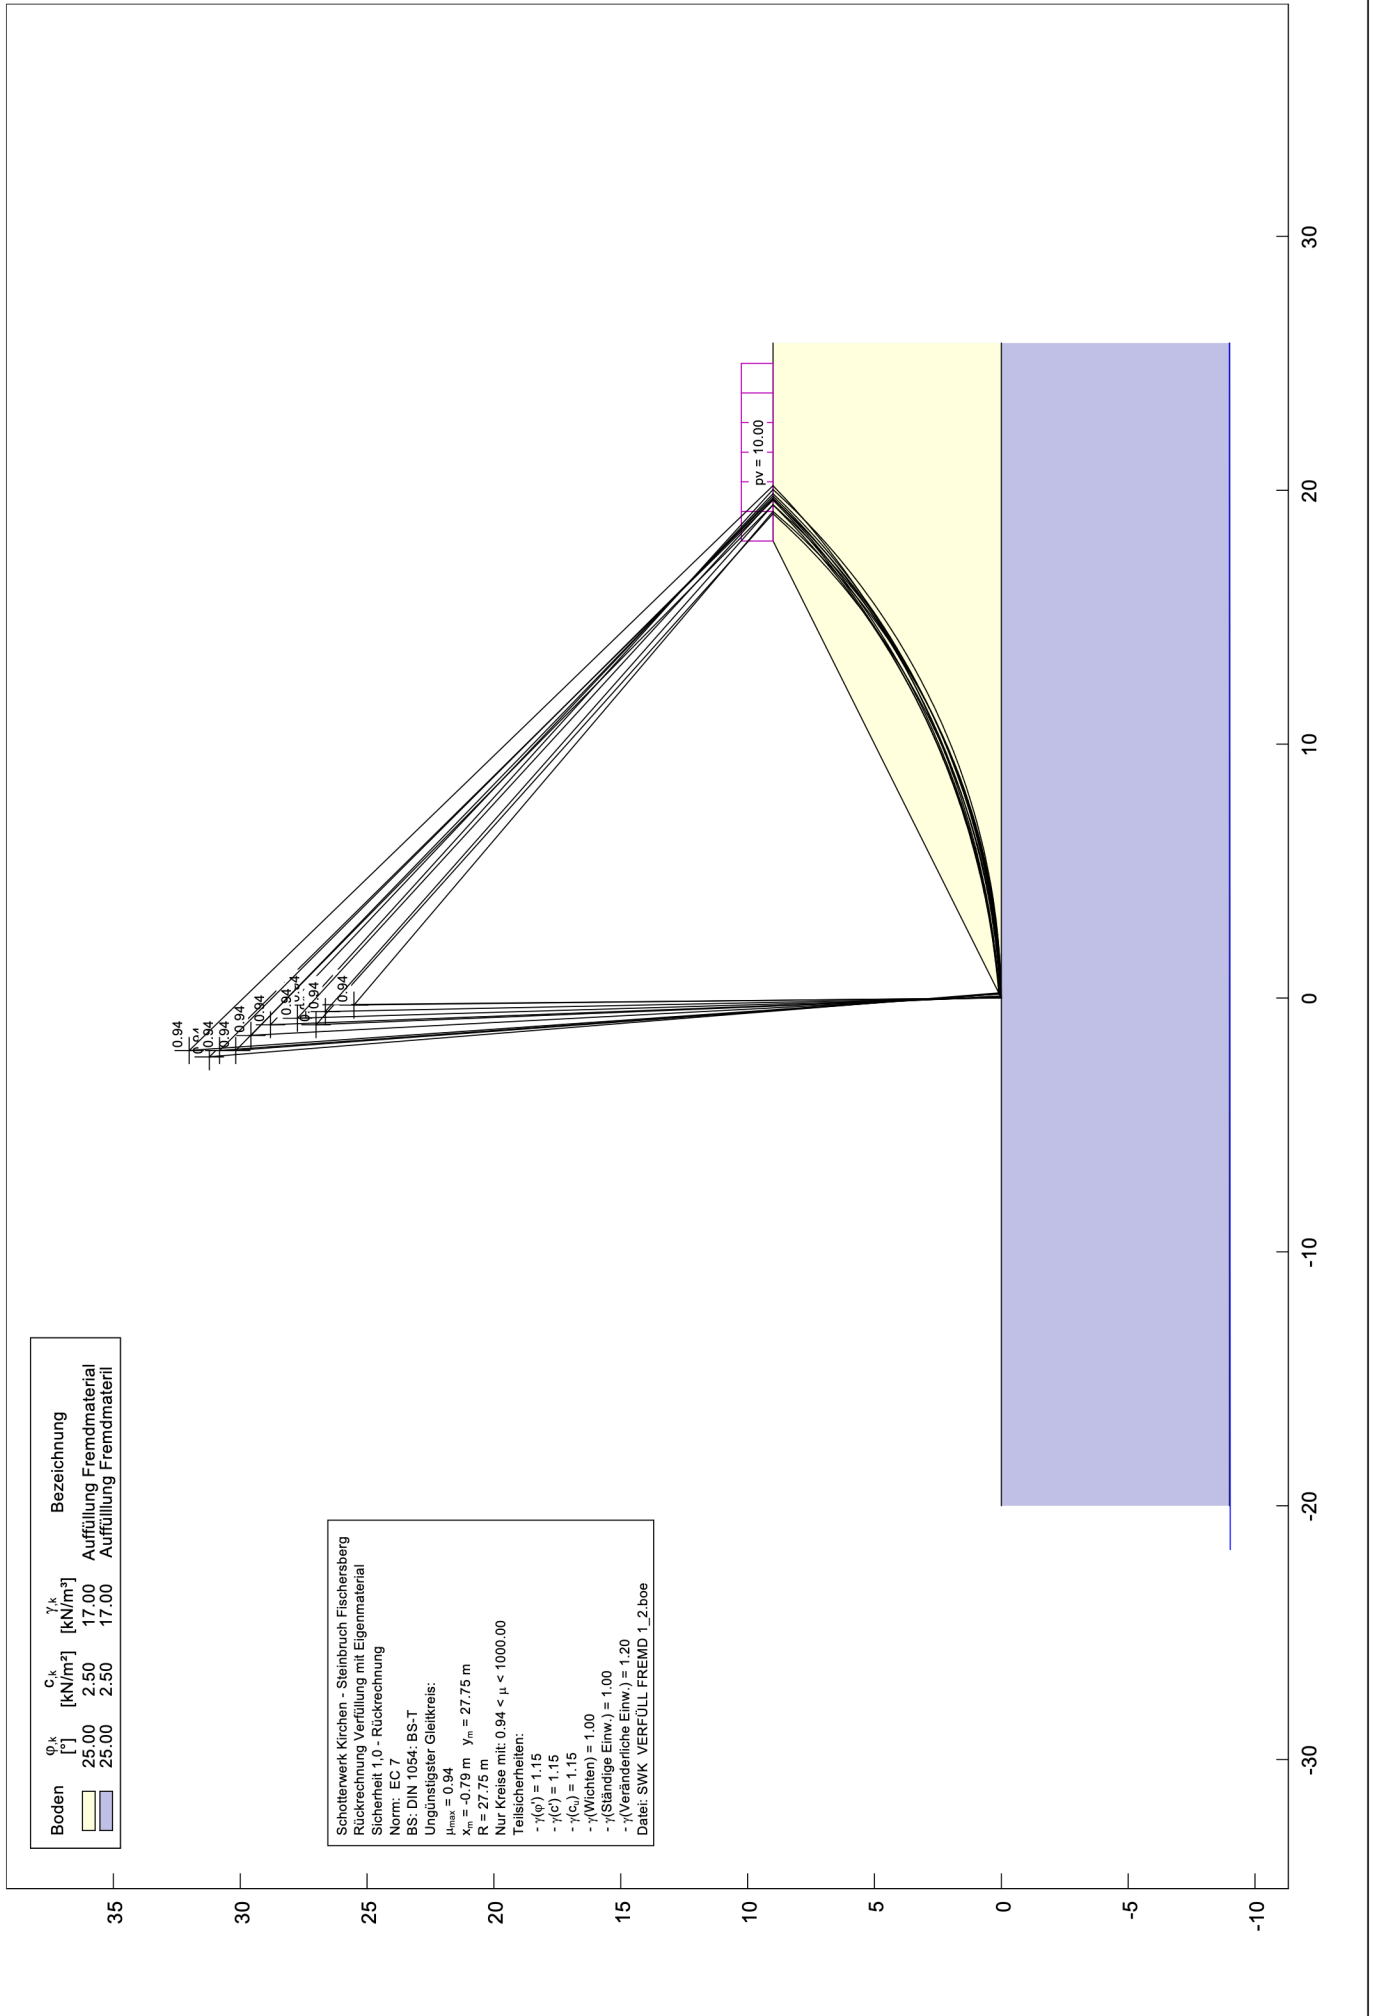 Boden φ,k [°] c,k [kN/m²] γ,k [kN/m³] Bezeichnung
25.00 2.50 17.00 Auffüllung Fremdmaterial
25.00 2.50 17.00 Auffülllung Fremdmateril
Schotterwerk Kirchen - Steinbruch Fischersberg
Rückrechnung Verfüllung mit Eigenmaterial
Sicherheit 1,0 - Rückrechnung
Norm: EC 7
BS: DIN 1054: BS-T
Ungünstigster Gleitkreis:
μmax = 0.94
xm = -0.79 m ym = 27.75 m
R = 27.75 m
Nur Kreise mit: 0.94 < μ < 1000.00
Teilsicherheiten:
- γ(φ') = 1.15
- γ(c') = 1.15
- γ(cu) = 1.15
- γ(Wichten) = 1.00
- γ(Ständige Einw.) = 1.00
- γ(Veränderliche Einw.) = 1.20
Datei: SWK VERFÜLL FREMD 1_2.boe
0.94
0.94
0.94
0.94
0.94
0.94
0.94
0.94
pv = 10.00
35
30
25
20
15
10
5
0
-5
-10
-30
-20
-10
0
10
20
30